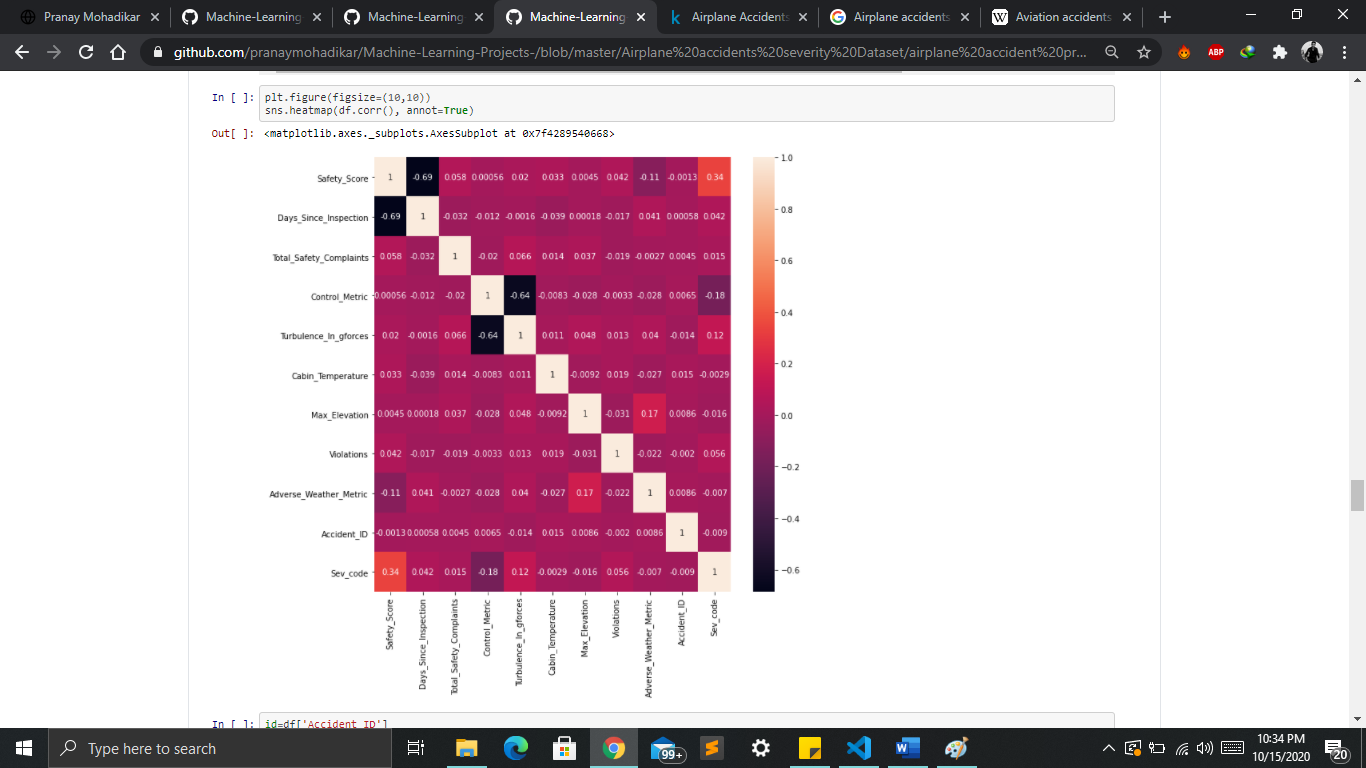 Pranay Mohadikar
Machine-Learning
Machine-Learning
Machine-Learning
Airplane Accidents
Airplane accidents
Aviation accidents
github.com/pranaymohadikar/Machine-Learning-Projects-/blob/master/Airplane%20accidents%20severity%20Dataset/airplane%20accident%20pr...
ABP
In [ ]: plt.figure(figsize=(10,10))
sns.heatmap(df.corr(), annot=True)
Out[ ]: <matplotlib.axes._subplots.AxesSubplot at 0x7f4289540668>
Safety_Score 1 -0.69 0.058 0.00056 0.02 0.033 0.0045 0.042 -0.11 -0.0013 0.34
Days_Since_Inspection -0.69 1 -0.032 -0.012 -0.0016 -0.039 0.00018 -0.017 0.041 0.00058 0.042
Total_Safety_Complaints 0.058 -0.032 1 -0.02 0.066 0.014 0.037 -0.019 -0.0027 0.0045 0.015
Control_Metric 0.00056 -0.012 -0.02 1 -0.64 -0.0083 -0.028 -0.0033 -0.028 0.0065 -0.18
Turbulence_In_gforces 0.02 -0.0016 0.066 -0.64 1 0.011 0.048 0.013 0.04 -0.014 0.12
Cabin_Temperature 0.033 -0.039 0.014 -0.0083 0.011 1 -0.0092 0.019 -0.027 0.015 -0.0029
Max_Elevation 0.0045 0.00018 0.037 -0.028 0.048 -0.0092 1 -0.031 0.17 0.0086 -0.016
Violations 0.042 -0.017 -0.019 -0.0033 0.013 0.019 -0.031 1 -0.022 -0.002 0.056
Adverse_Weather_Metric -0.11 0.041 -0.0027 -0.028 0.04 -0.027 0.17 -0.022 1 0.0086 -0.007
Accident_ID -0.0013 0.00058 0.0045 0.0065 -0.014 0.015 0.0086 -0.002 0.0086 1 -0.009
Sev_code 0.34 0.042 0.015 -0.18 0.12 -0.0029 -0.016 0.056 -0.007 -0.009 1
Safety_Score
Days_Since_Inspection
Total_Safety_Complaints
Control_Metric
Turbulence_In_gforces
Cabin_Temperature
Max_Elevation
Violations
Adverse_Weather_Metric
Accident_ID
Sev_code
1.0
0.8
0.6
0.4
0.2
0.0
−0.2
−0.4
−0.6
In [ ]: id=df['Accident_ID']
Type here to search
99+
10:34 PM
10/15/2020
20